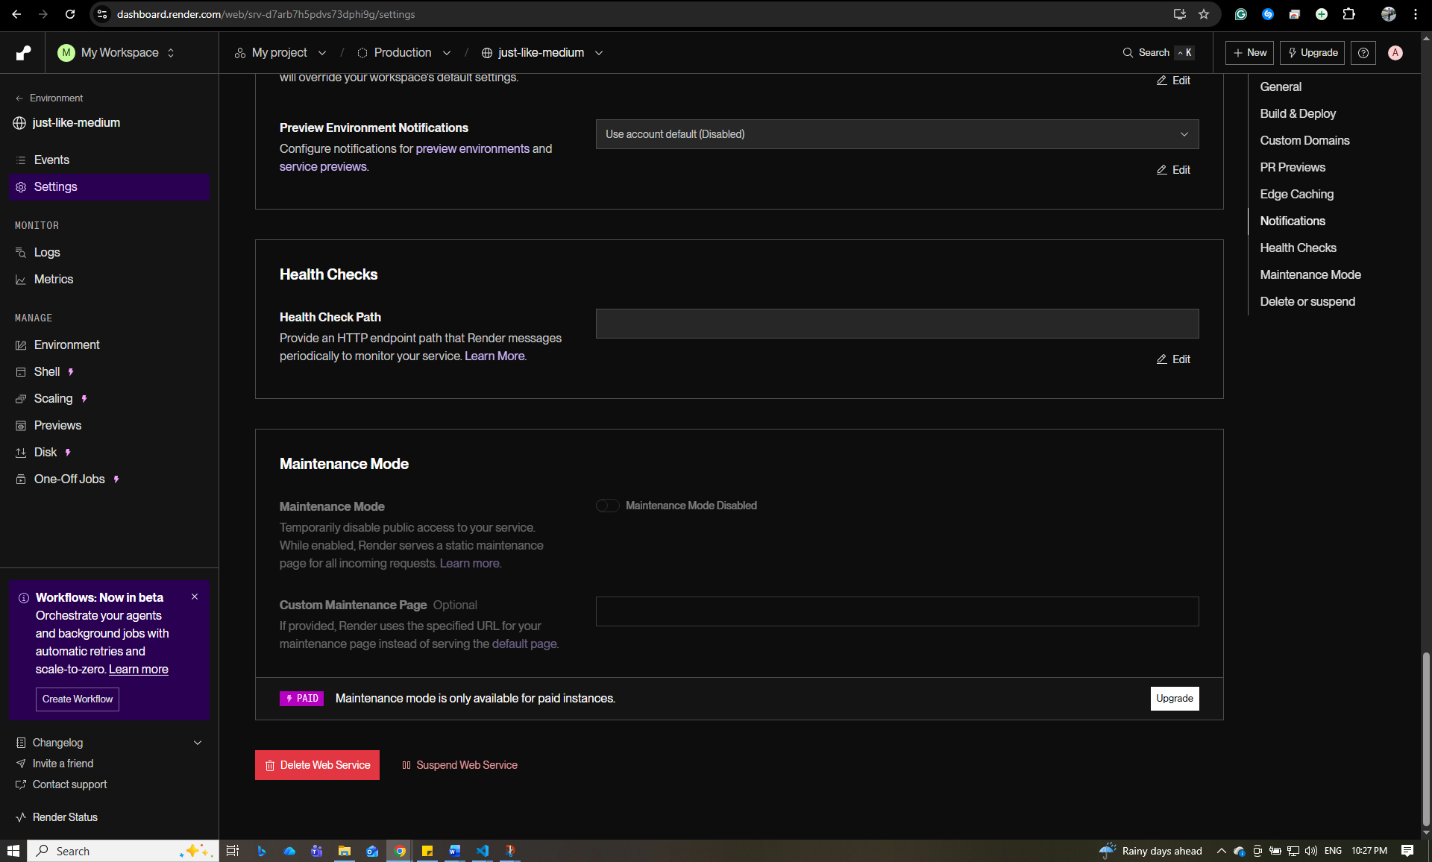 dashboard.render.com/web/srv-d7arb7h5pdvs73dphi9g/settings
M My Workspace
My project / Production / just-like-medium
Search ^ K
+ New
Upgrade
A
Environment
just-like-medium
Events
Settings
MONITOR
Logs
Metrics
MANAGE
Environment
Shell
Scaling
Previews
Disk
One-Off Jobs
Workflows: Now in beta
Orchestrate your agents
and background jobs with
automatic retries and
scale-to-zero. Learn more
Create Workflow
Changelog
Invite a friend
Contact support
Render Status
will override your workspace's default settings.
Edit
Preview Environment Notifications
Configure notifications for preview environments and
service previews.
Use account default (Disabled)
Edit
Health Checks
Health Check Path
Provide an HTTP endpoint path that Render messages
periodically to monitor your service. Learn More.
Edit
Maintenance Mode
Maintenance Mode
Temporarily disable public access to your service.
While enabled, Render serves a static maintenance
page for all incoming requests. Learn more.
Maintenance Mode Disabled
Custom Maintenance Page Optional
If provided, Render uses the specified URL for your
maintenance page instead of serving the default page.
PAID Maintenance mode is only available for paid instances.
Upgrade
Delete Web Service
Suspend Web Service
General
Build & Deploy
Custom Domains
PR Previews
Edge Caching
Notifications
Health Checks
Maintenance Mode
Delete or suspend
Search
Rainy days ahead
ENG
10:27 PM